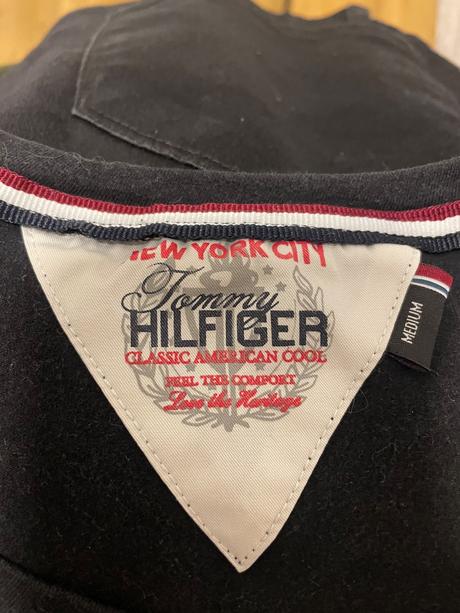 NEW YORK CITY
Tommy
HILFIGER
CLASSIC AMERICAN COOL
FEEL THE COMFORT
Love the Heritage
MEDIUM